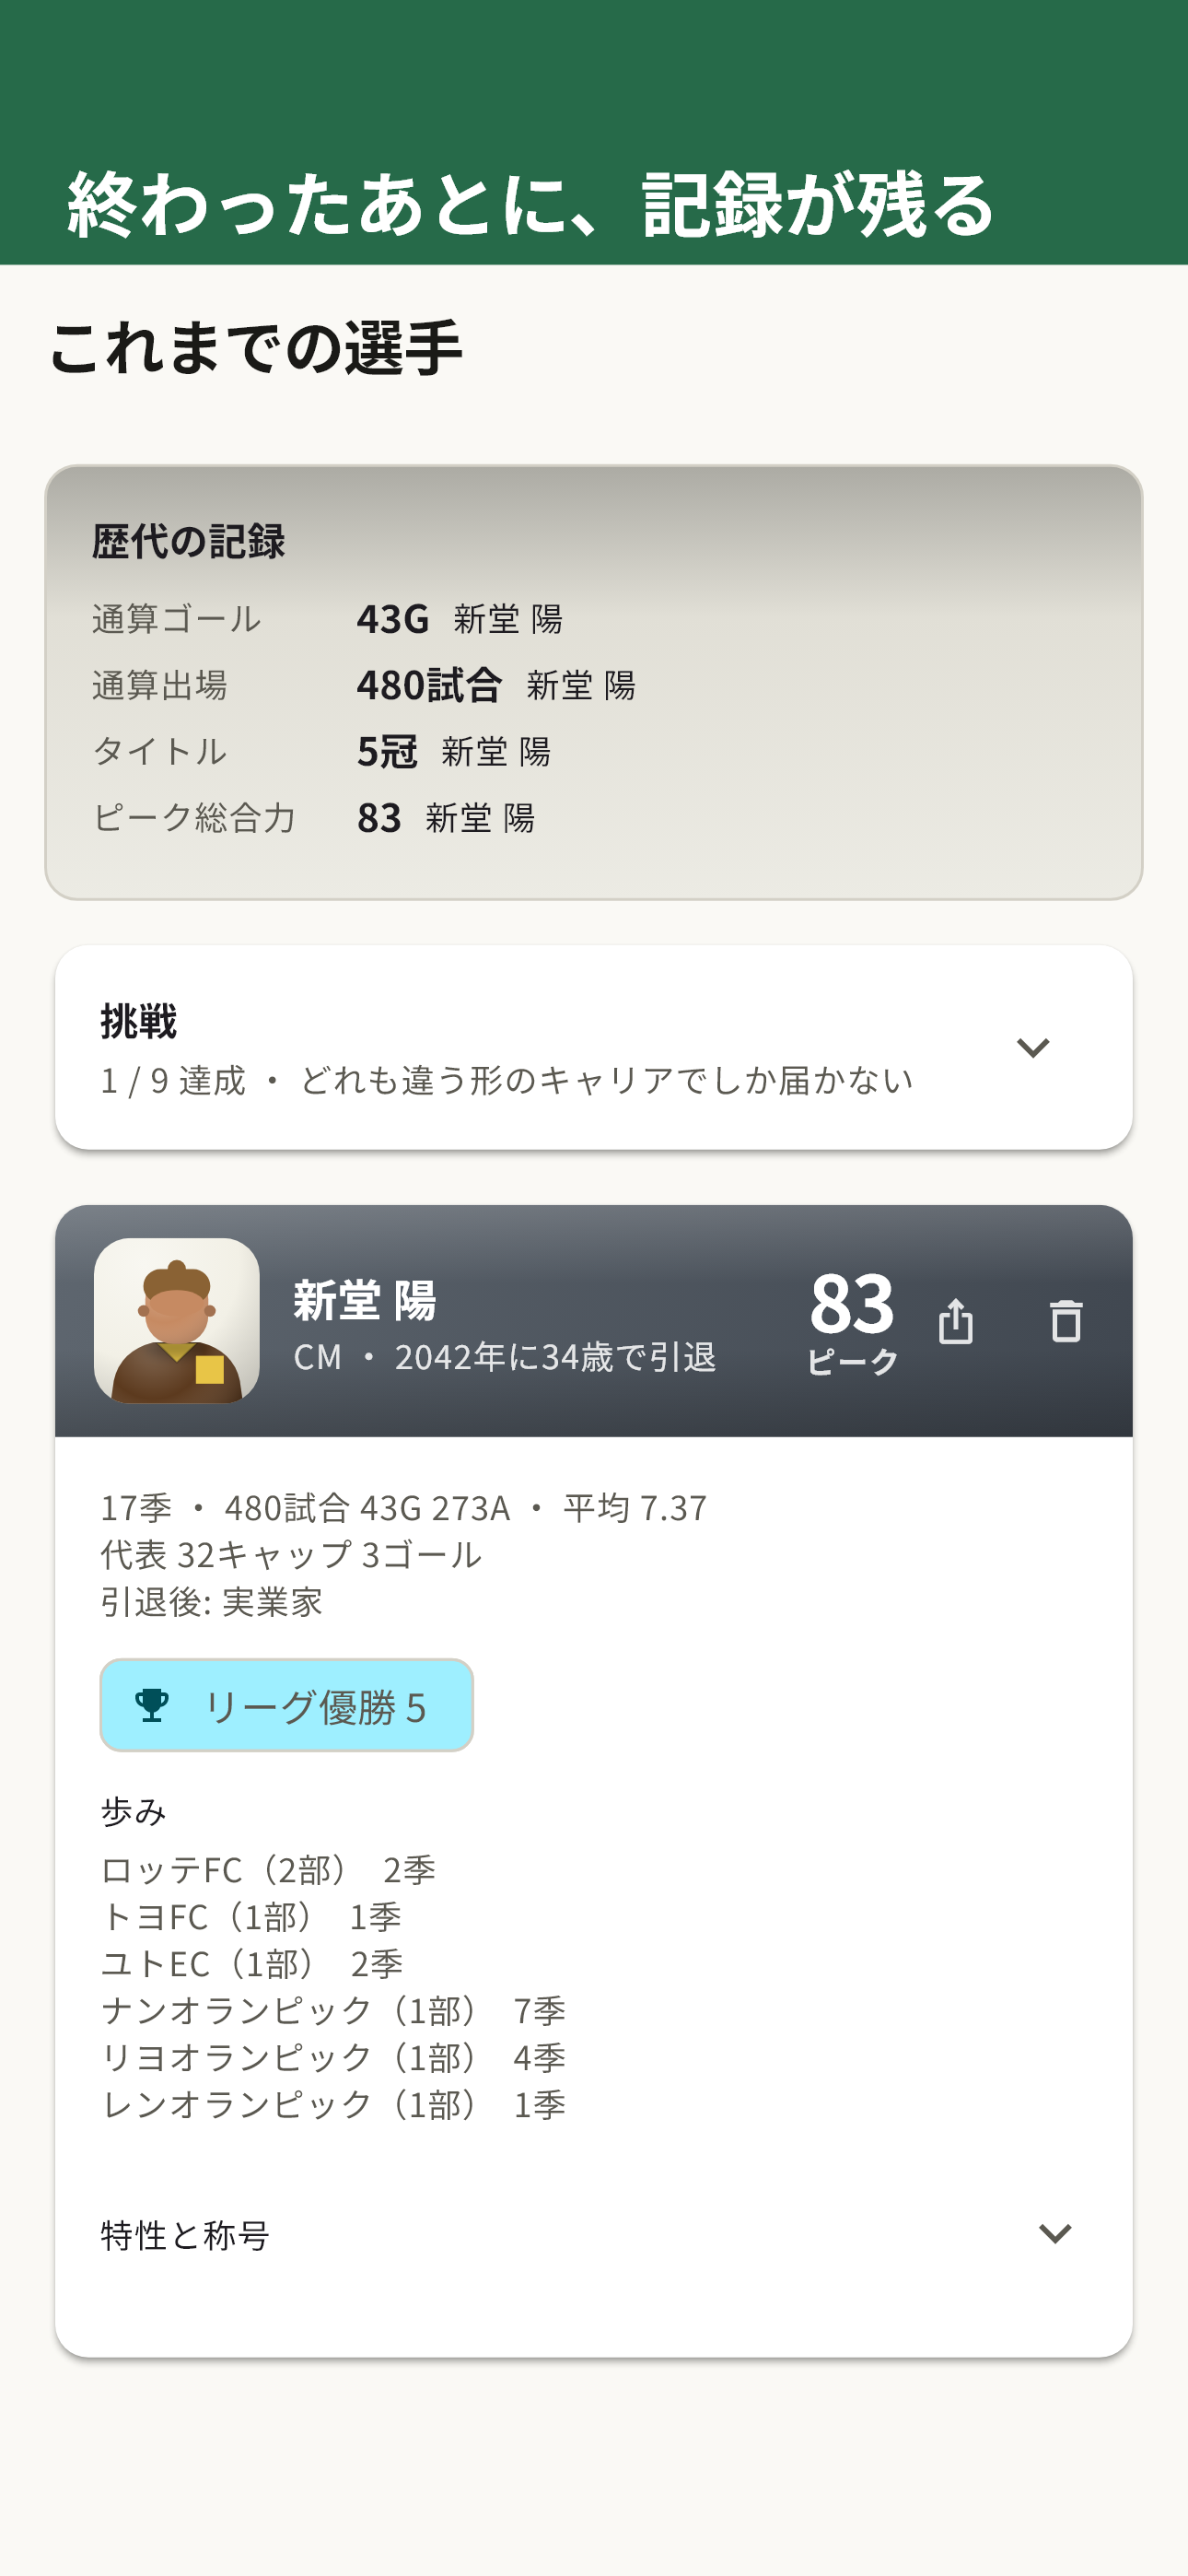 終わったあとに、記録が残る
これまでの選手
歴代の記録
通算ゴール 43G 新堂 陽
通算出場 480試合 新堂 陽
タイトル 5冠 新堂 陽
ピーク総合力 83 新堂 陽
挑戦
1 / 9 達成 ・ どれも違う形のキャリアでしか届かない
新堂 陽
CM ・ 2042年に34歳で引退
83
ピーク
17季 ・ 480試合 43G 273A ・ 平均 7.37
代表 32キャップ 3ゴール
引退後: 実業家
リーグ優勝 5
歩み
ロッテFC（2部） 2季
トヨFC（1部） 1季
ユトEC（1部） 2季
ナンオランピック（1部） 7季
リヨオランピック（1部） 4季
レンオランピック（1部） 1季
特性と称号